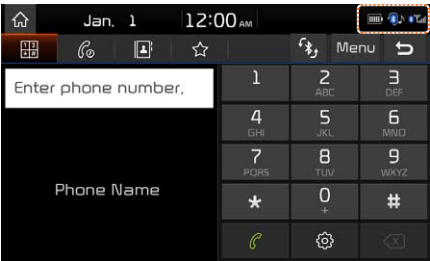 Jan. 1 12:00 AM
Menu
Enter phone number.
Phone Name
1 2 ABC 3 DEF
4 GHI 5 JKL 6 MNO
7 PQRS 8 TUV 9 WXYZ
* 0 + #